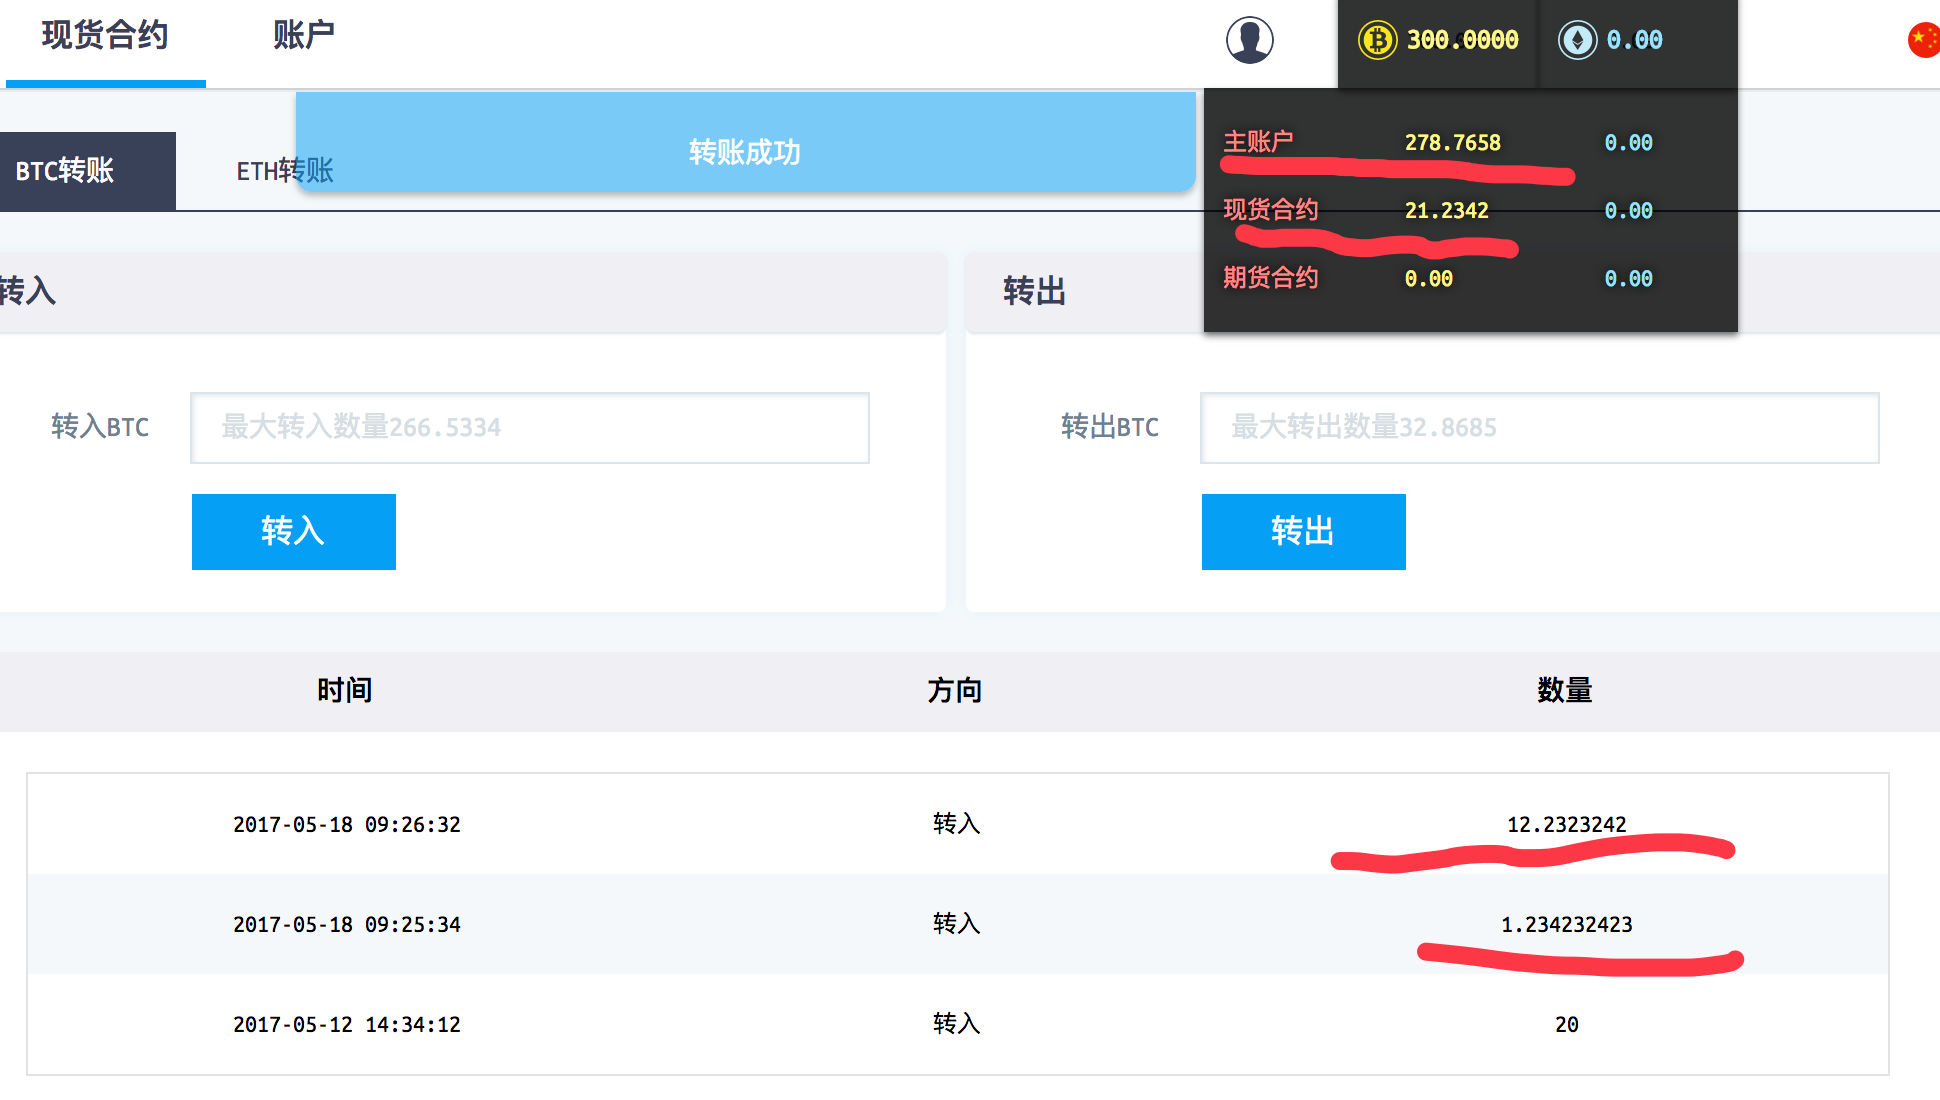 现货合约 账户 300.0000 0.00
BTC转账 ETH转账
转账成功
主账户 278.7658 0.00
现货合约 21.2342 0.00
期货合约 0.00 0.00
转入
转入BTC 最大转入数量266.5334
转入
转出
转出BTC 最大转出数量32.8685
转出
时间 方向 数量
2017-05-18 09:26:32 转入 12.2323242
2017-05-18 09:25:34 转入 1.234232423
2017-05-12 14:34:12 转入 20